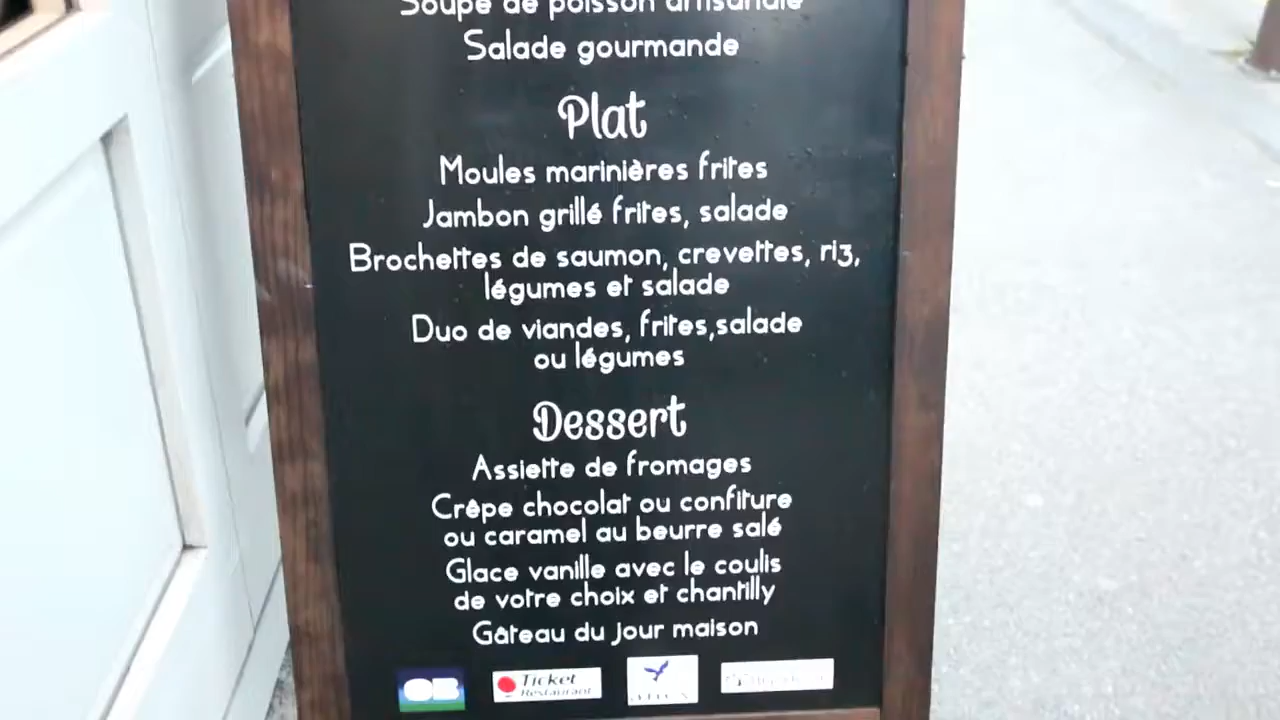 Soupe de poisson artisanale
Salade gourmande
Plat
Moules marinières frites
Jambon grillé frites, salade
Brochettes de saumon, crevettes, riz,
légumes et salade
Duo de viandes, frites,salade
ou légumes
Dessert
Assiette de fromages
Crêpe chocolat ou confiture
ou caramel au beurre salé
Glace vanille avec le coulis
de votre choix et chantilly
Gâteau du jour maison
CB
Ticket
Restaurant